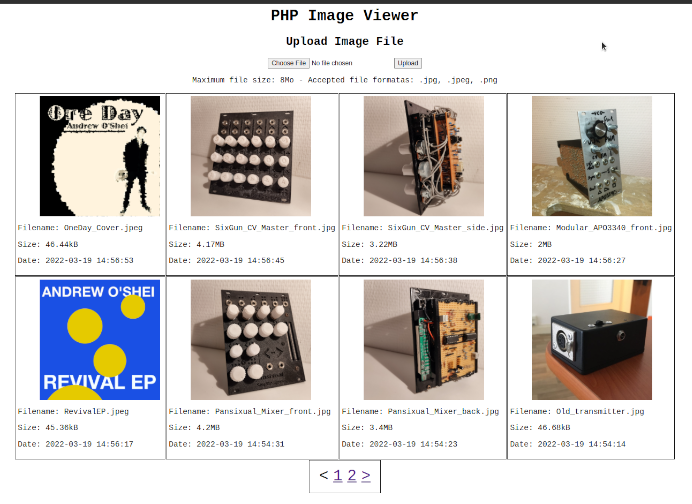 PHP Image Viewer
Upload Image File
Choose File No file chosen Upload
Maximum file size: 8Mo - Accepted file formatas: .jpg, .jpeg, .png
One Day
Andrew O'Shei
Filename: OneDay_Cover.jpeg
Size: 46.44kB
Date: 2022-03-19 14:56:53
Filename: SixGun_CV_Master_front.jpg
Size: 4.17MB
Date: 2022-03-19 14:56:45
Filename: SixGun_CV_Master_side.jpg
Size: 3.22MB
Date: 2022-03-19 14:56:38
Filename: Modular_APO3340_front.jpg
Size: 2MB
Date: 2022-03-19 14:56:27
ANDREW O'SHEI
REVIVAL EP
Filename: RevivalEP.jpeg
Size: 45.36kB
Date: 2022-03-19 14:56:17
Filename: Pansixual_Mixer_front.jpg
Size: 4.2MB
Date: 2022-03-19 14:54:31
Filename: Pansixual_Mixer_back.jpg
Size: 3.4MB
Date: 2022-03-19 14:54:23
Filename: Old_transmitter.jpg
Size: 46.68kB
Date: 2022-03-19 14:54:14
< 1 2 >